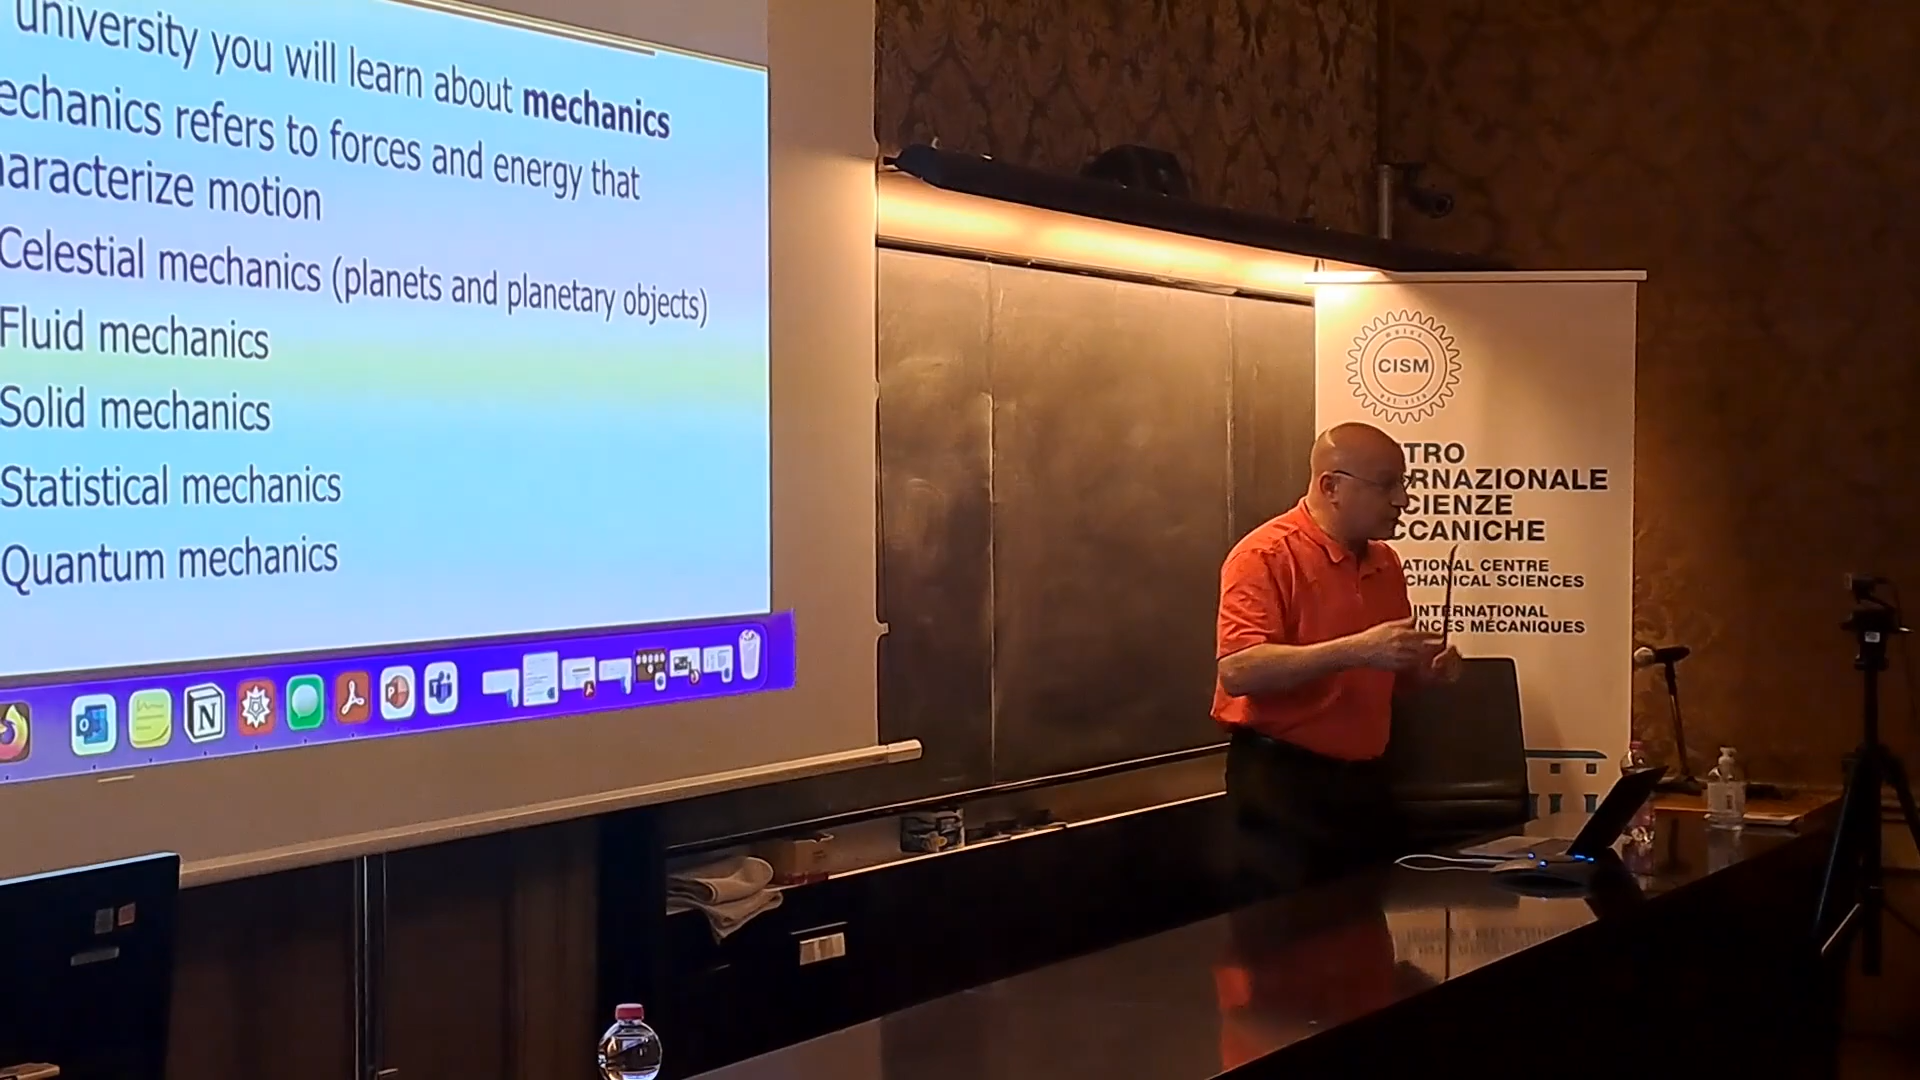 university you will learn about mechanics
echanics refers to forces and energy that
haracterize motion
Celestial mechanics (planets and planetary objects)
Fluid mechanics
Solid mechanics
Statistical mechanics
Quantum mechanics
CISM
TRO
RNAZIONALE
CIENZE
CCANICHE
ATIONAL CENTRE
CHANICAL SCIENCES
INTERNATIONAL
NCES MÉCANIQUES